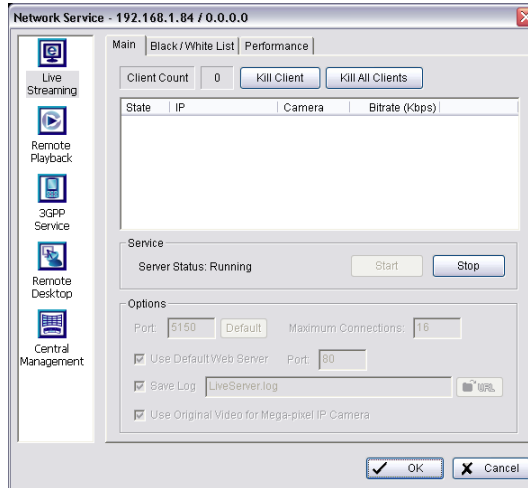 Network Service - 192.168.1.84 / 0.0.0.0
Live
Streaming
Remote
Playback
3GPP
Service
Remote
Desktop
Central
Management
Main Black / White List Performance
Client Count 0 Kill Client Kill All Clients
State IP Camera Bitrate (Kbps)
Service
Server Status: Running Start Stop
Options
Port: 5150 Default Maximum Connections: 16
Use Default Web Server Port: 80
Save Log LiveServer.log URL
Use Original Video for Mega-pixel IP Camera
OK Cancel